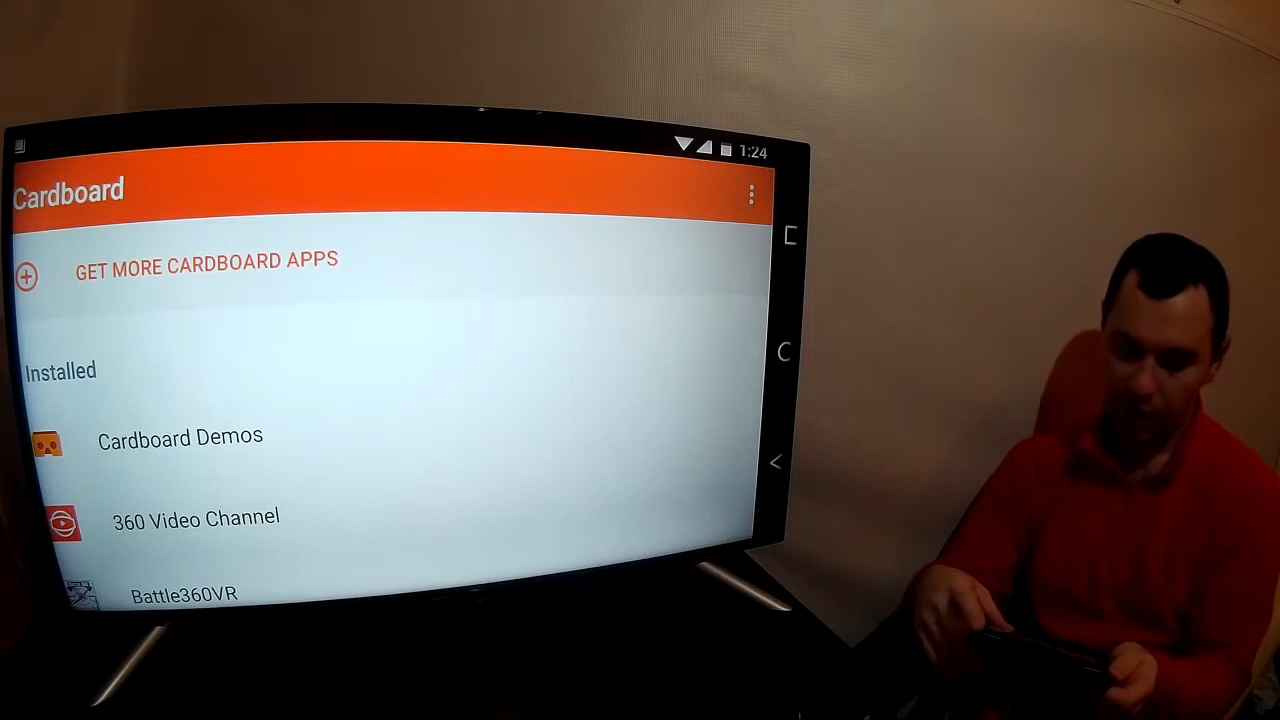 1:24
Cardboard
GET MORE CARDBOARD APPS
Installed
Cardboard Demos
360 Video Channel
Battle360VR